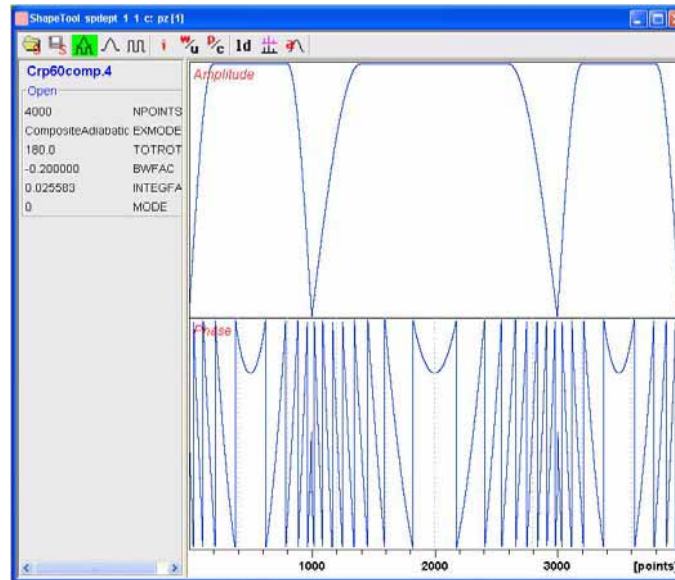 ShapeTool spdept 1 1 c: pz [1]
i W/u P/c 1d
Crp60comp.4
Open
4000 NPOINTS
CompositeAdiabatic EXMODE
180.0 TOTROT
-0.200000 BWFAC
0.025583 INTEGFA
0 MODE
Amplitude
Phase
1000 2000 3000 [points]